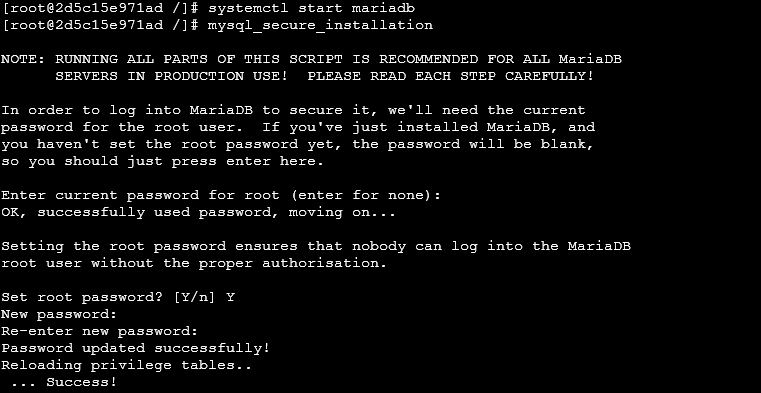 [root@2d5c15e971ad /]# systemctl start mariadb
[root@2d5c15e971ad /]# mysql_secure_installation
NOTE: RUNNING ALL PARTS OF THIS SCRIPT IS RECOMMENDED FOR ALL MariaDB
SERVERS IN PRODUCTION USE!  PLEASE READ EACH STEP CAREFULLY!
In order to log into MariaDB to secure it, we'll need the current
password for the root user.  If you've just installed MariaDB, and
you haven't set the root password yet, the password will be blank,
so you should just press enter here.
Enter current password for root (enter for none):
OK, successfully used password, moving on...
Setting the root password ensures that nobody can log into the MariaDB
root user without the proper authorisation.
Set root password? [Y/n] Y
New password:
Re-enter new password:
Password updated successfully!
Reloading privilege tables..
... Success!